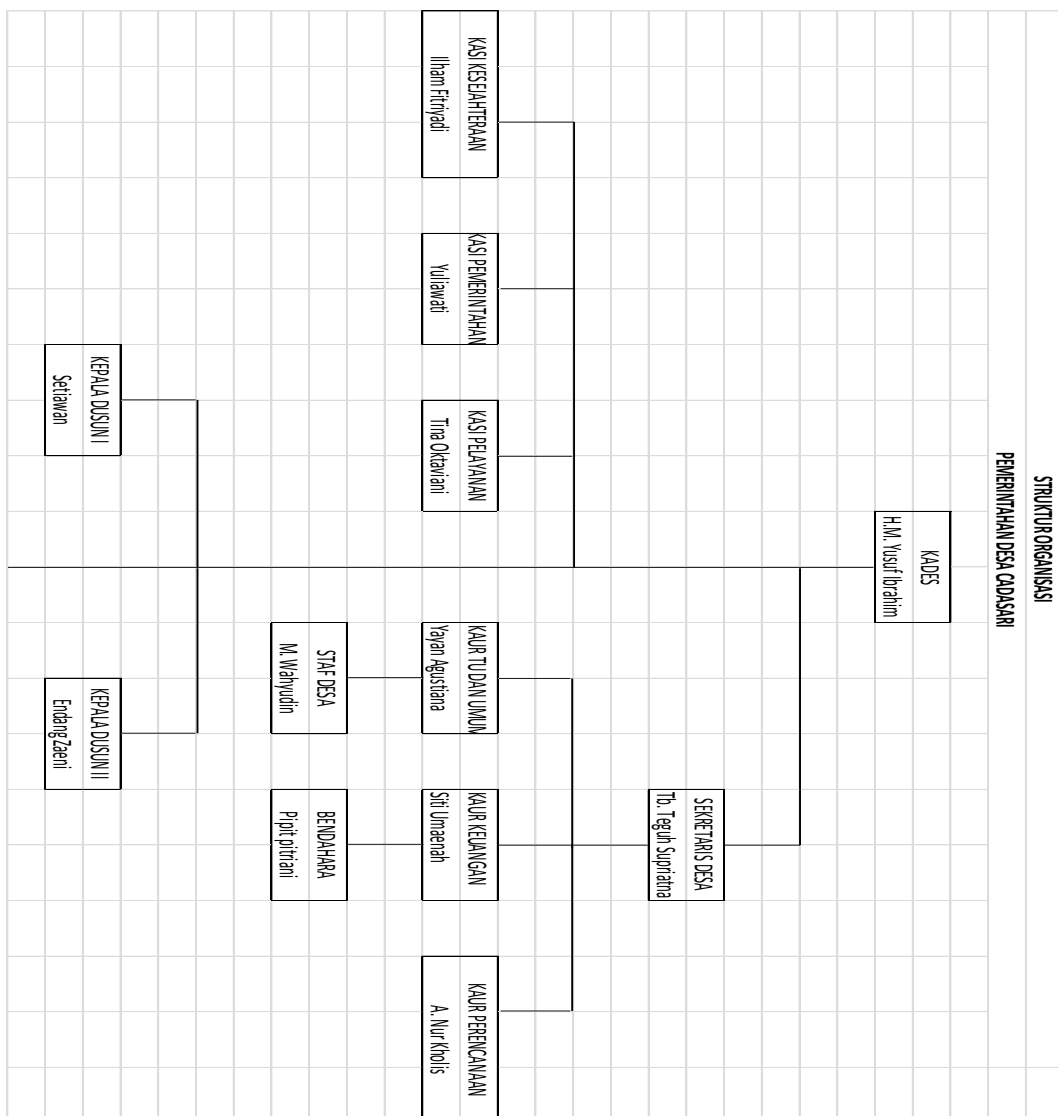 STRUKTUR ORGANISASI
PEMERINTAHAN DESA CADASARI
KADES
H.M. Yusuf Ibrahim
SEKRETARIS DESA
Tb. Teguh Supriatna
KASI KESEJAHTERAAN
Ilham Fitriyadi
KASI PEMERINTAHAN
Yuliawati
KASI PELAYANAN
Tina Oktaviani
KAUR TU DAN UMUM
Yayan Agustiana
KAUR KEUANGAN
Siti Umaenah
KAUR PERENCANAAN
A. Nur Kholis
STAF DESA
M. Wahyudin
BENDAHARA
Pipit pitriani
KEPALA DUSUN I
Setiawan
KEPALA DUSUN II
Endang Zaeni